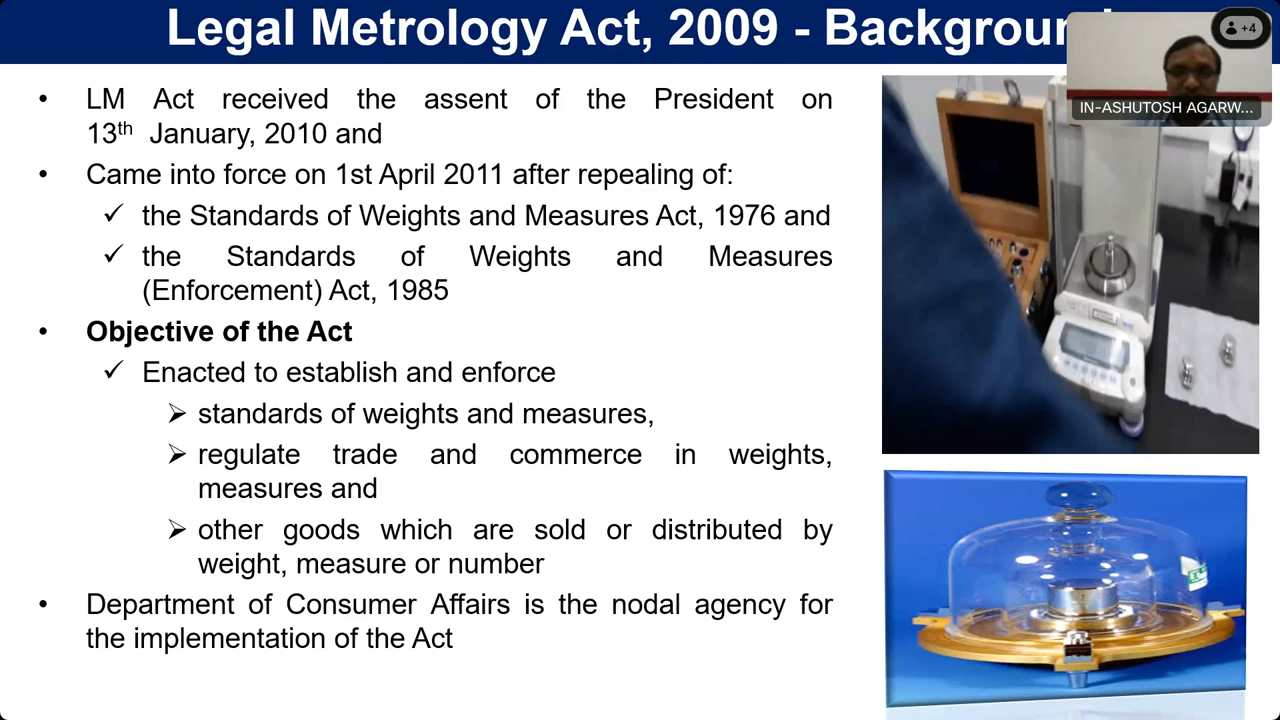 Legal Metrology Act, 2009 - Backgroun
+4
IN-ASHUTOSH AGARW...
• LM Act received the assent of the President on
13th January, 2010 and
• Came into force on 1st April 2011 after repealing of:
✓ the Standards of Weights and Measures Act, 1976 and
✓ the Standards of Weights and Measures
(Enforcement) Act, 1985
• Objective of the Act
✓ Enacted to establish and enforce
➢ standards of weights and measures,
➢ regulate trade and commerce in weights,
measures and
➢ other goods which are sold or distributed by
weight, measure or number
• Department of Consumer Affairs is the nodal agency for
the implementation of the Act